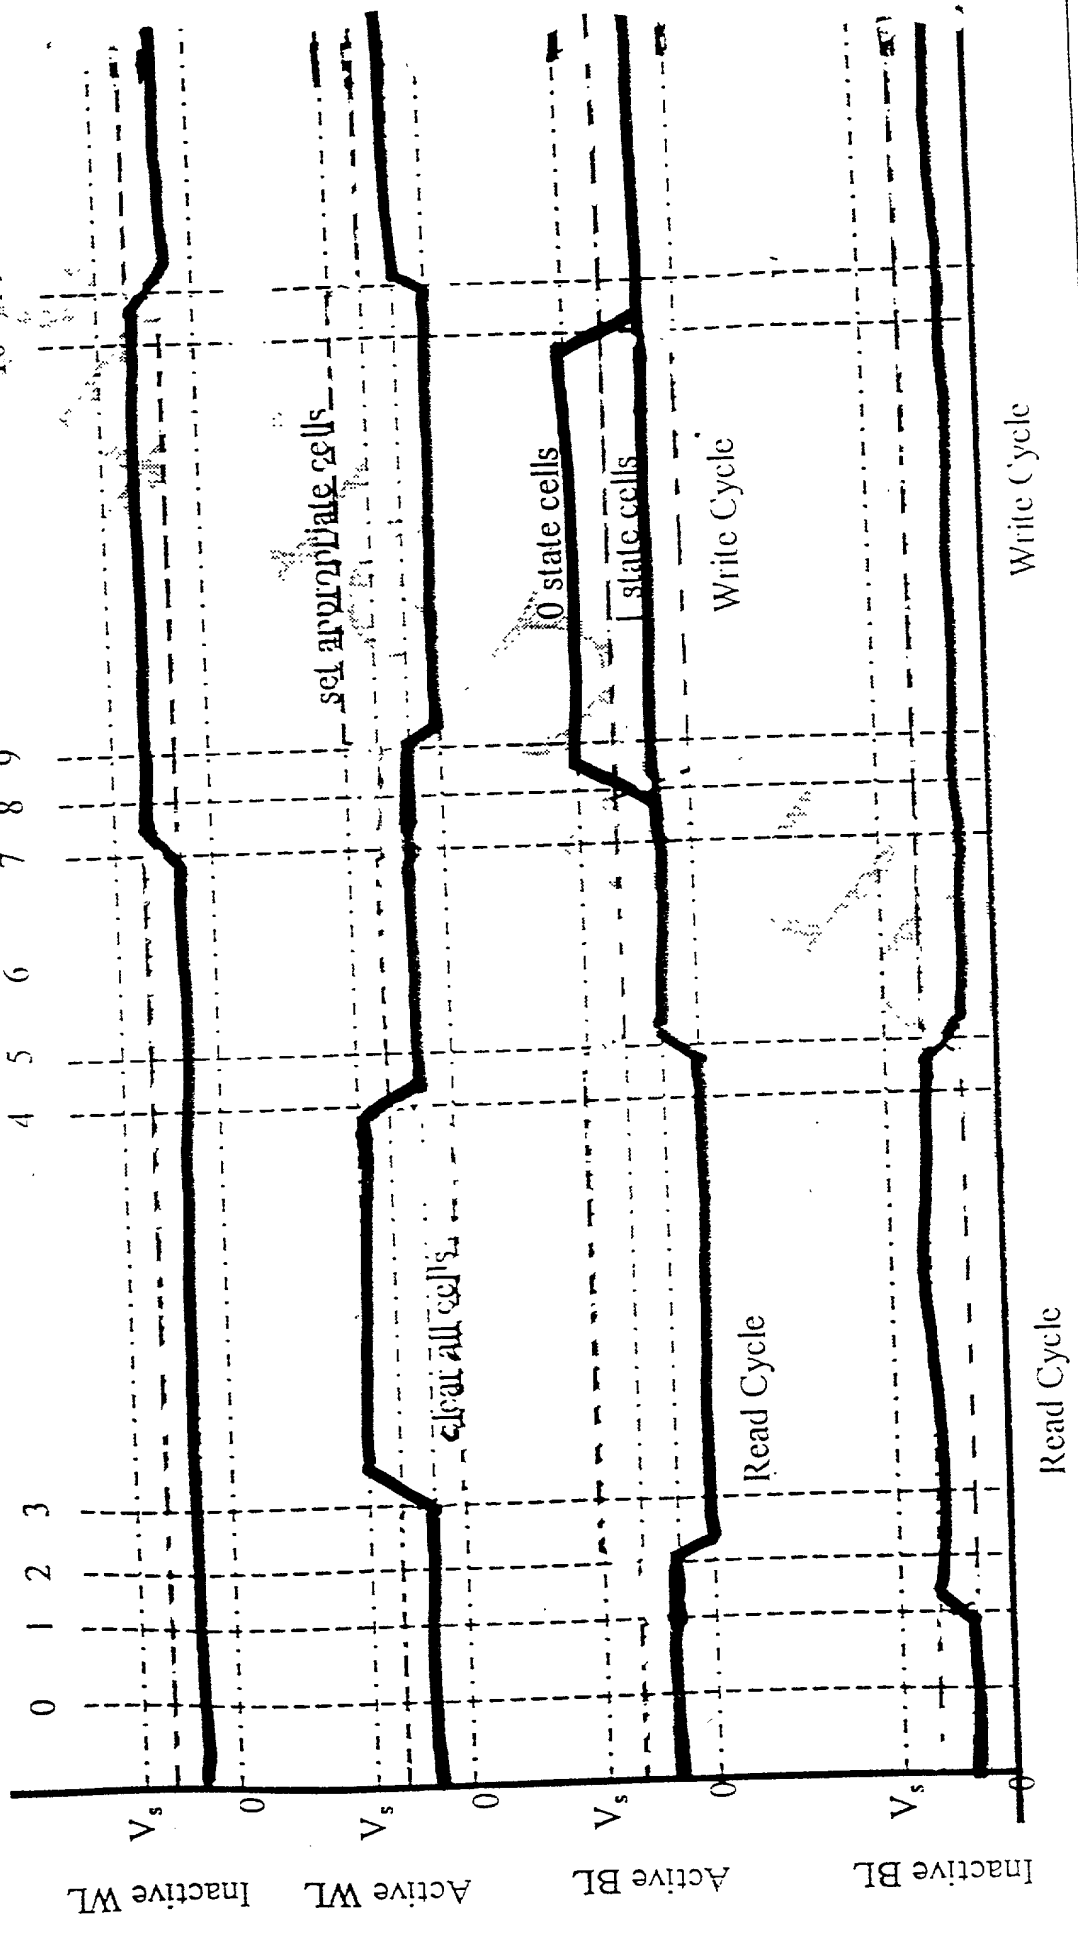 0 1 2 3 4 5 6 7 8 9
Inactive WL
Vs
0
Active WL
Vs
0
clear all cells
set appropriate cells
Active BL
Vs
0
0 state cells
1 state cells
Read Cycle
Write Cycle
Inactive BL
Vs
0
Read Cycle
Write Cycle